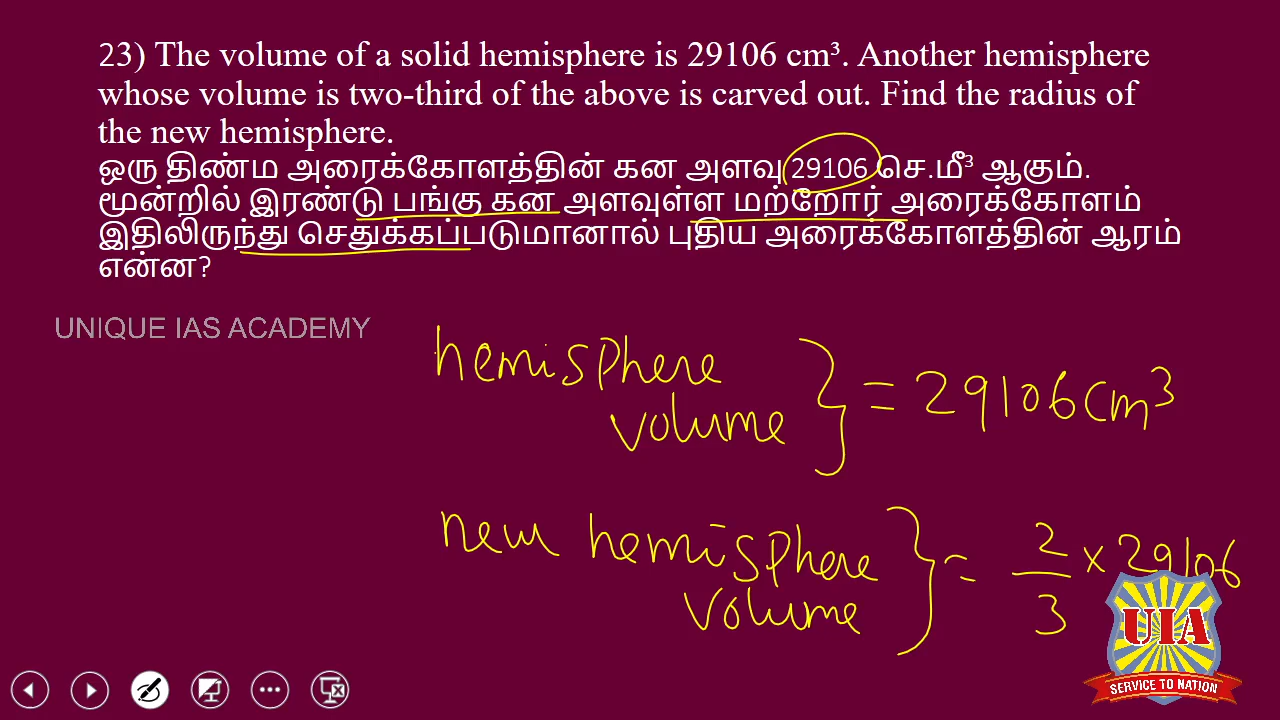 23) The volume of a solid hemisphere is 29106 cm³. Another hemisphere
whose volume is two-third of the above is carved out. Find the radius of
the new hemisphere.
ஒரு திண்ம அரைக்கோளத்தின் கன அளவு 29106 செ.மீ³ ஆகும்.
மூன்றில் இரண்டு பங்கு கன அளவுள்ள மற்றோர் அரைக்கோளம்
இதிலிருந்து செதுக்கப்படுமானால் புதிய அரைக்கோளத்தின் ஆரம்
என்ன?
UNIQUE IAS ACADEMY
hemisphere
volume } = 29106 cm³
new hemisphere
volume } = 2/3 × 29106
UIA
SERVICE TO NATION